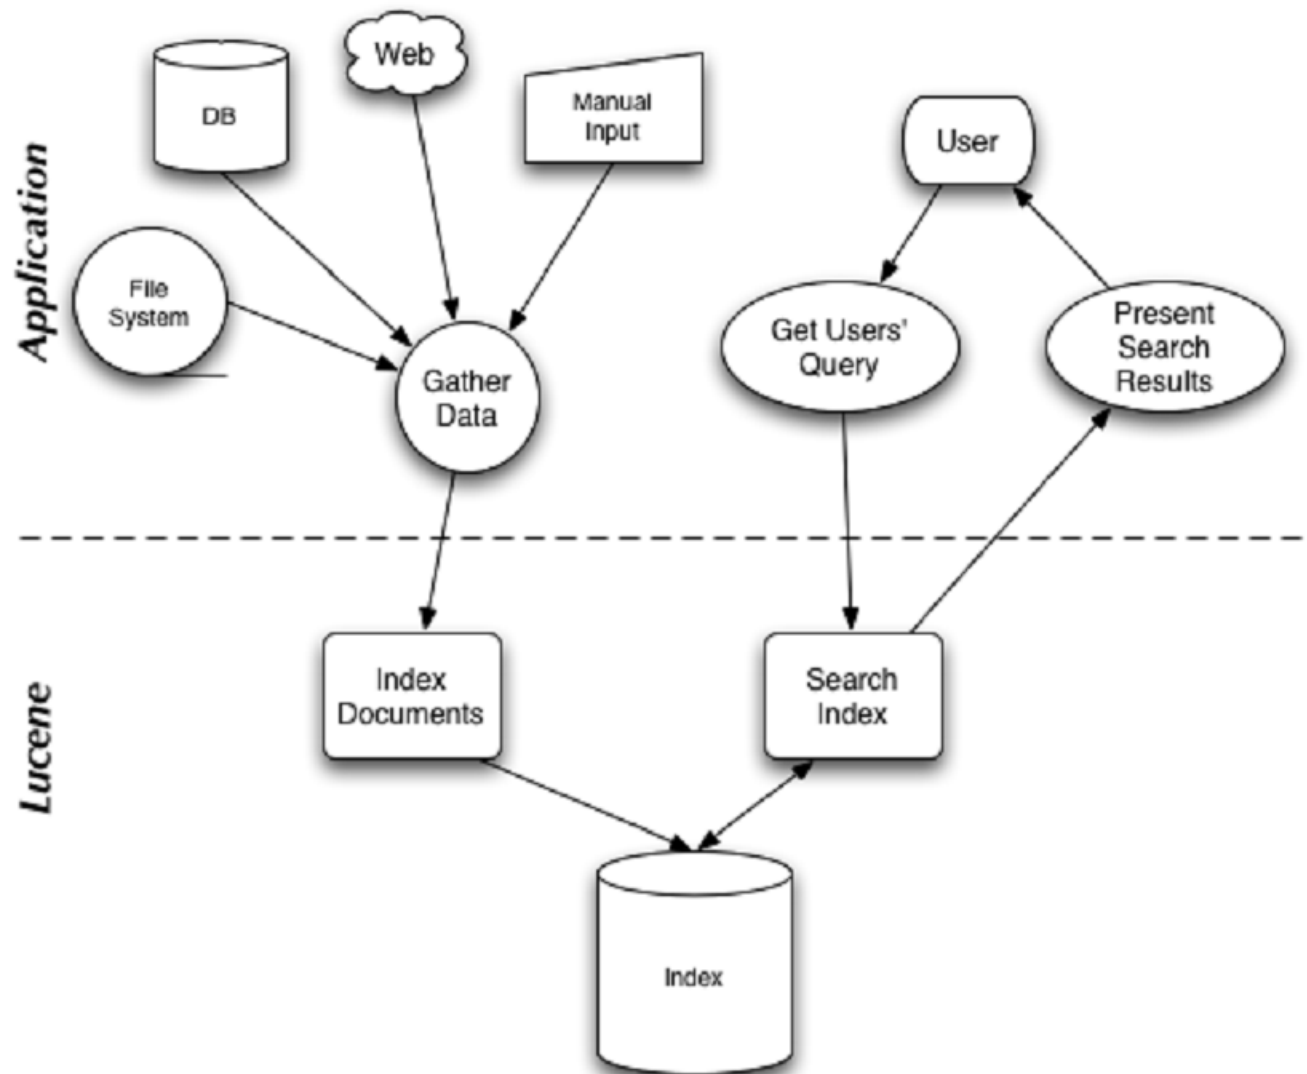 Web
DB
Manual
Input
User
Application
File
System
Get Users'
Query
Present
Search
Results
Gather
Data
Lucene
Index
Documents
Search
Index
Index